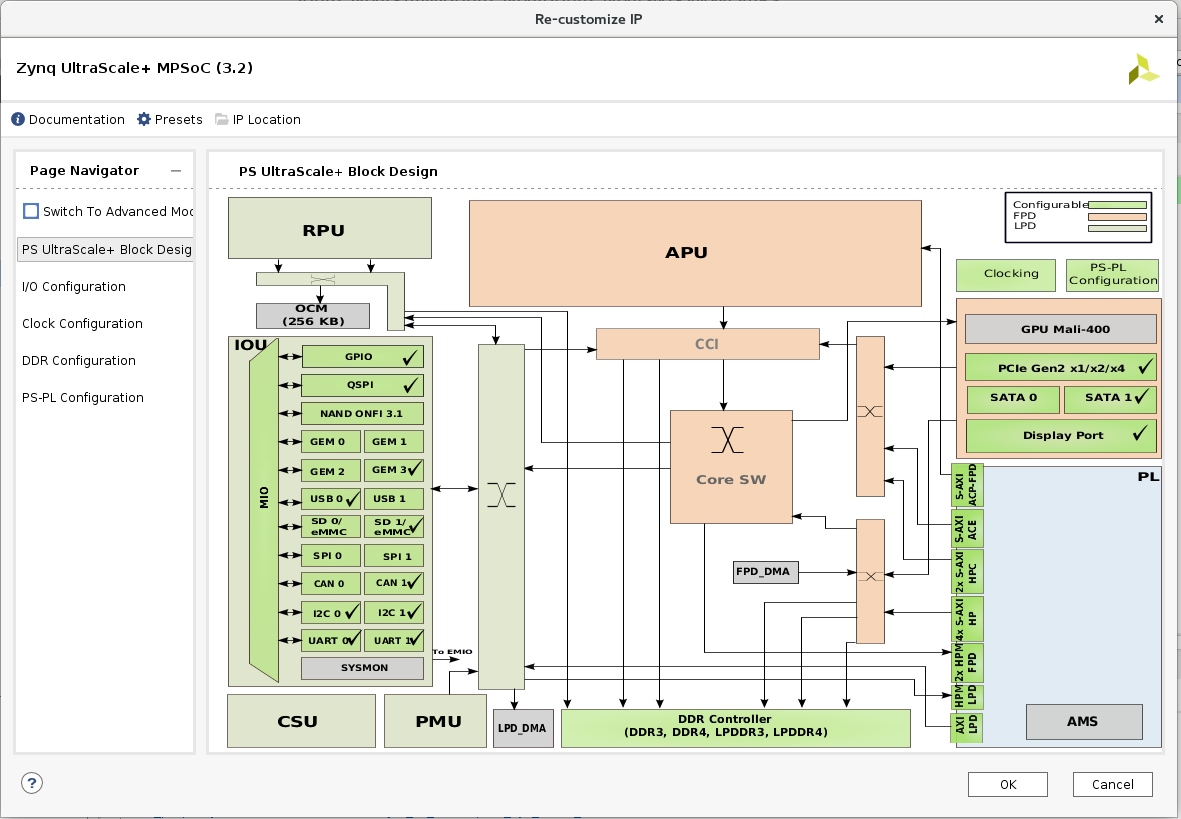 Re-customize IP
Zynq UltraScale+ MPSoC (3.2)
Documentation
Presets
IP Location
Page Navigator
Switch To Advanced Mod
PS UltraScale+ Block Desig
I/O Configuration
Clock Configuration
DDR Configuration
PS-PL Configuration
PS UltraScale+ Block Design
Configurable
FPD
LPD
Clocking
PS-PL
Configuration
RPU
OCM
(256 KB)
APU
CCI
Core SW
GPU Mali-400
PCIe Gen2 x1/x2/x4
SATA 0
SATA 1
Display Port
IOU
MIO
GPIO
QSPI
NAND ONFI 3.1
GEM 0
GEM 1
GEM 2
GEM 3
USB 0
USB 1
SD 0/
eMMC
SD 1/
eMMC
SPI 0
SPI 1
CAN 0
CAN 1
I2C 0
I2C 1
UART 0
UART 1
SYSMON
To EMIO
FPD_DMA
PL
S-AXI
ACP-FPD
S-AXI
ACE
2x S-AXI
HPC
4x S-AXI
HP
2x HPM
FPD
HPM
LPD
AXI
LPD
AMS
CSU
PMU
LPD_DMA
DDR Controller
(DDR3, DDR4, LPDDR3, LPDDR4)
?
OK
Cancel